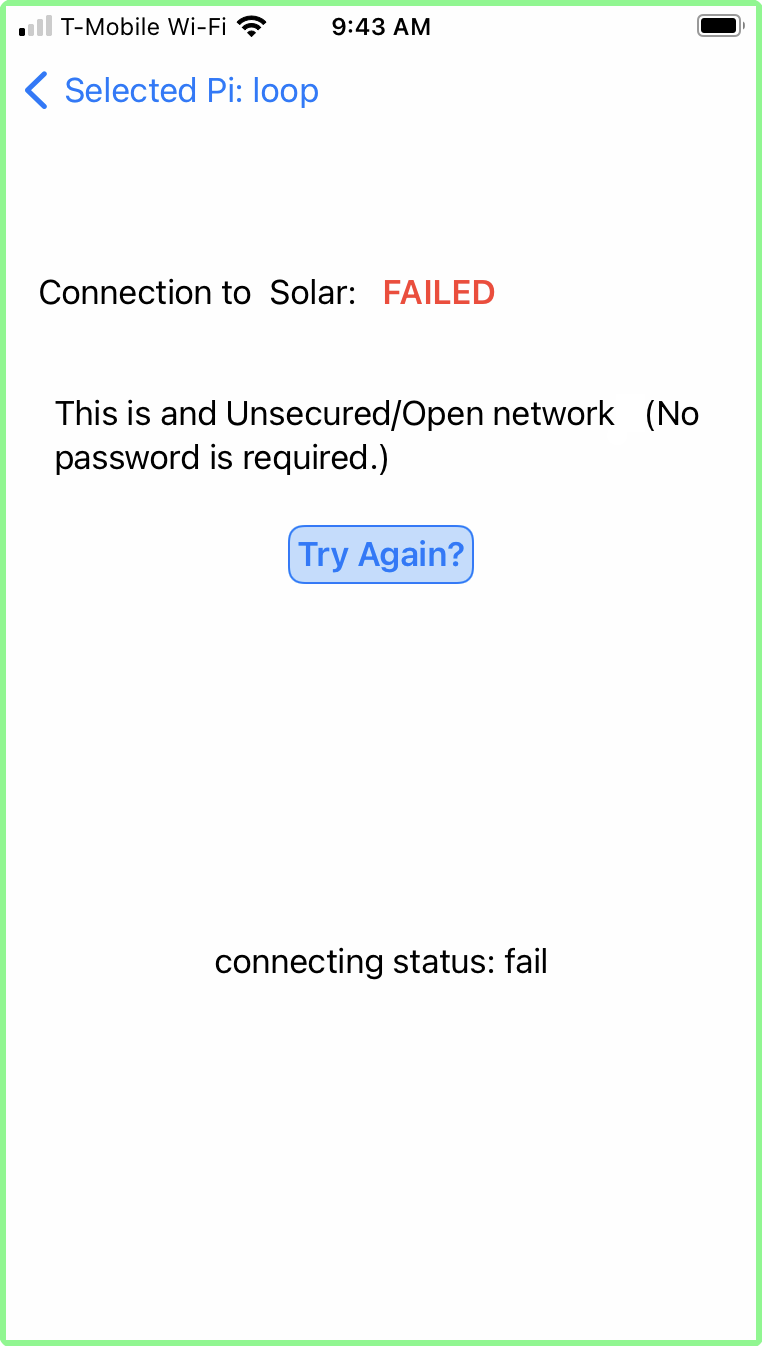 T-Mobile Wi-Fi 9:43 AM
Selected Pi: loop
Connection to Solar: FAILED
This is and Unsecured/Open network (No
password is required.)
Try Again?
connecting status: fail